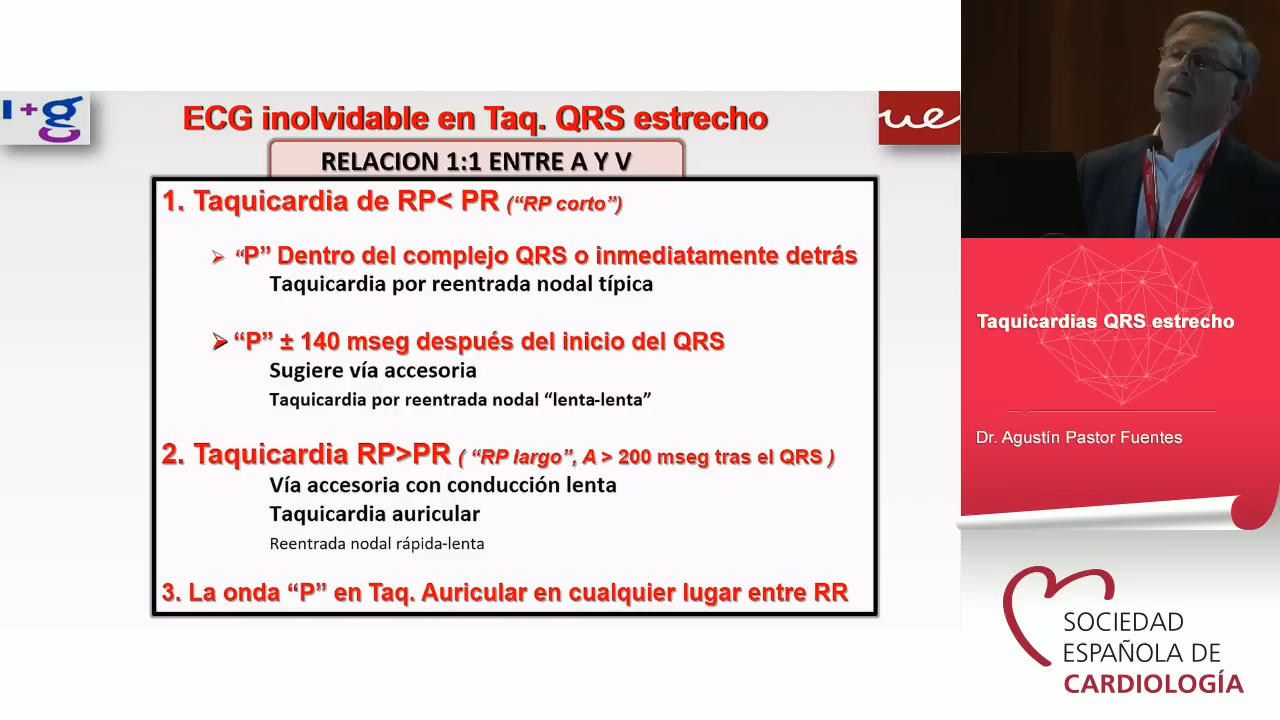 i+g
ECG inolvidable en Taq. QRS estrecho
ue
RELACION 1:1 ENTRE A Y V
1. Taquicardia de RP< PR (“RP corto”)
➢ “P” Dentro del complejo QRS o inmediatamente detrás
Taquicardia por reentrada nodal típica
➢ “P” ± 140 mseg después del inicio del QRS
Sugiere vía accesoria
Taquicardia por reentrada nodal “lenta-lenta”
2. Taquicardia RP>PR ( “RP largo”, A > 200 mseg tras el QRS )
Vía accesoria con conducción lenta
Taquicardia auricular
Reentrada nodal rápida-lenta
3. La onda “P” en Taq. Auricular en cualquier lugar entre RR
Taquicardias QRS estrecho
Dr. Agustín Pastor Fuentes
SOCIEDAD
ESPAÑOLA DE
CARDIOLOGÍA